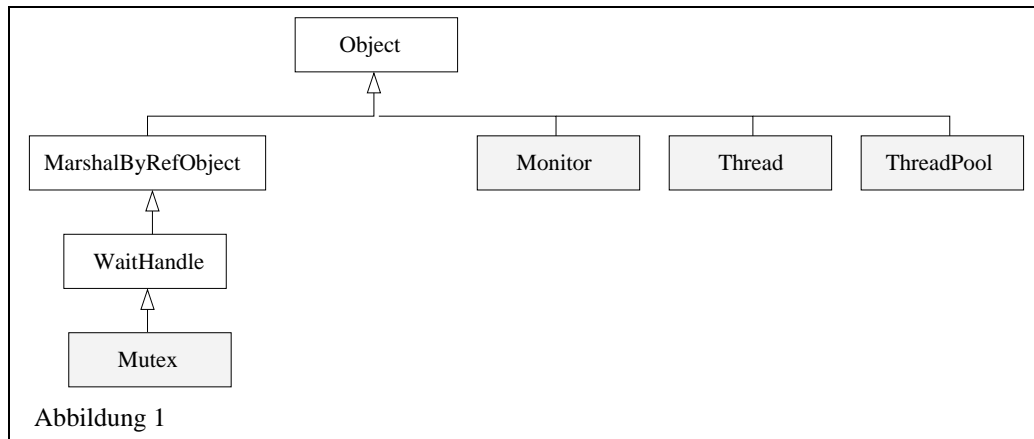 Object
MarshalByRefObject Monitor Thread ThreadPool
WaitHandle
Mutex
Abbildung 1